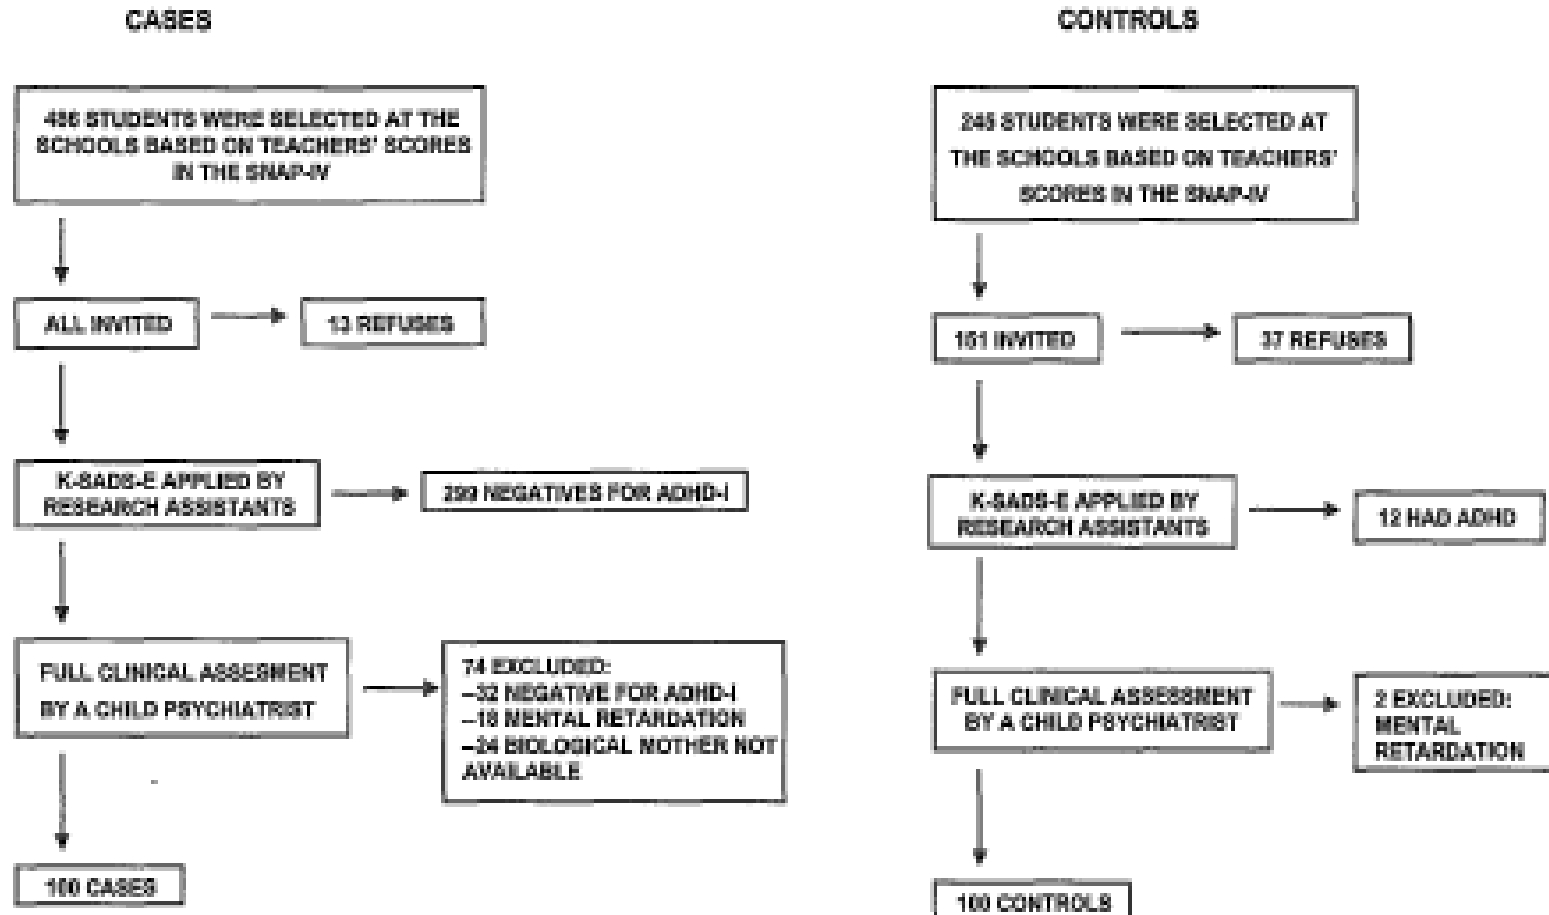 CASES
486 STUDENTS WERE SELECTED AT THE
SCHOOLS BASED ON TEACHERS' SCORES
IN THE SNAP-IV
ALL INVITED
13 REFUSES
K-SADS-E APPLIED BY
RESEARCH ASSISTANTS
299 NEGATIVES FOR ADHD-I
FULL CLINICAL ASSESMENT
BY A CHILD PSYCHIATRIST
74 EXCLUDED:
–32 NEGATIVE FOR ADHD-I
–18 MENTAL RETARDATION
–24 BIOLOGICAL MOTHER NOT
AVAILABLE
100 CASES
CONTROLS
STUDENTS WERE SELECTED AT
THE SCHOOLS BASED ON TEACHERS'
SCORES IN THE SNAP-IV
151 INVITED
37 REFUSES
K-SADS-E APPLIED BY
RESEARCH ASSISTANTS
12 HAD ADHD
FULL CLINICAL ASSESSMENT
BY A CHILD PSYCHIATRIST
2 EXCLUDED:
MENTAL
RETARDATION
100 CONTROLS